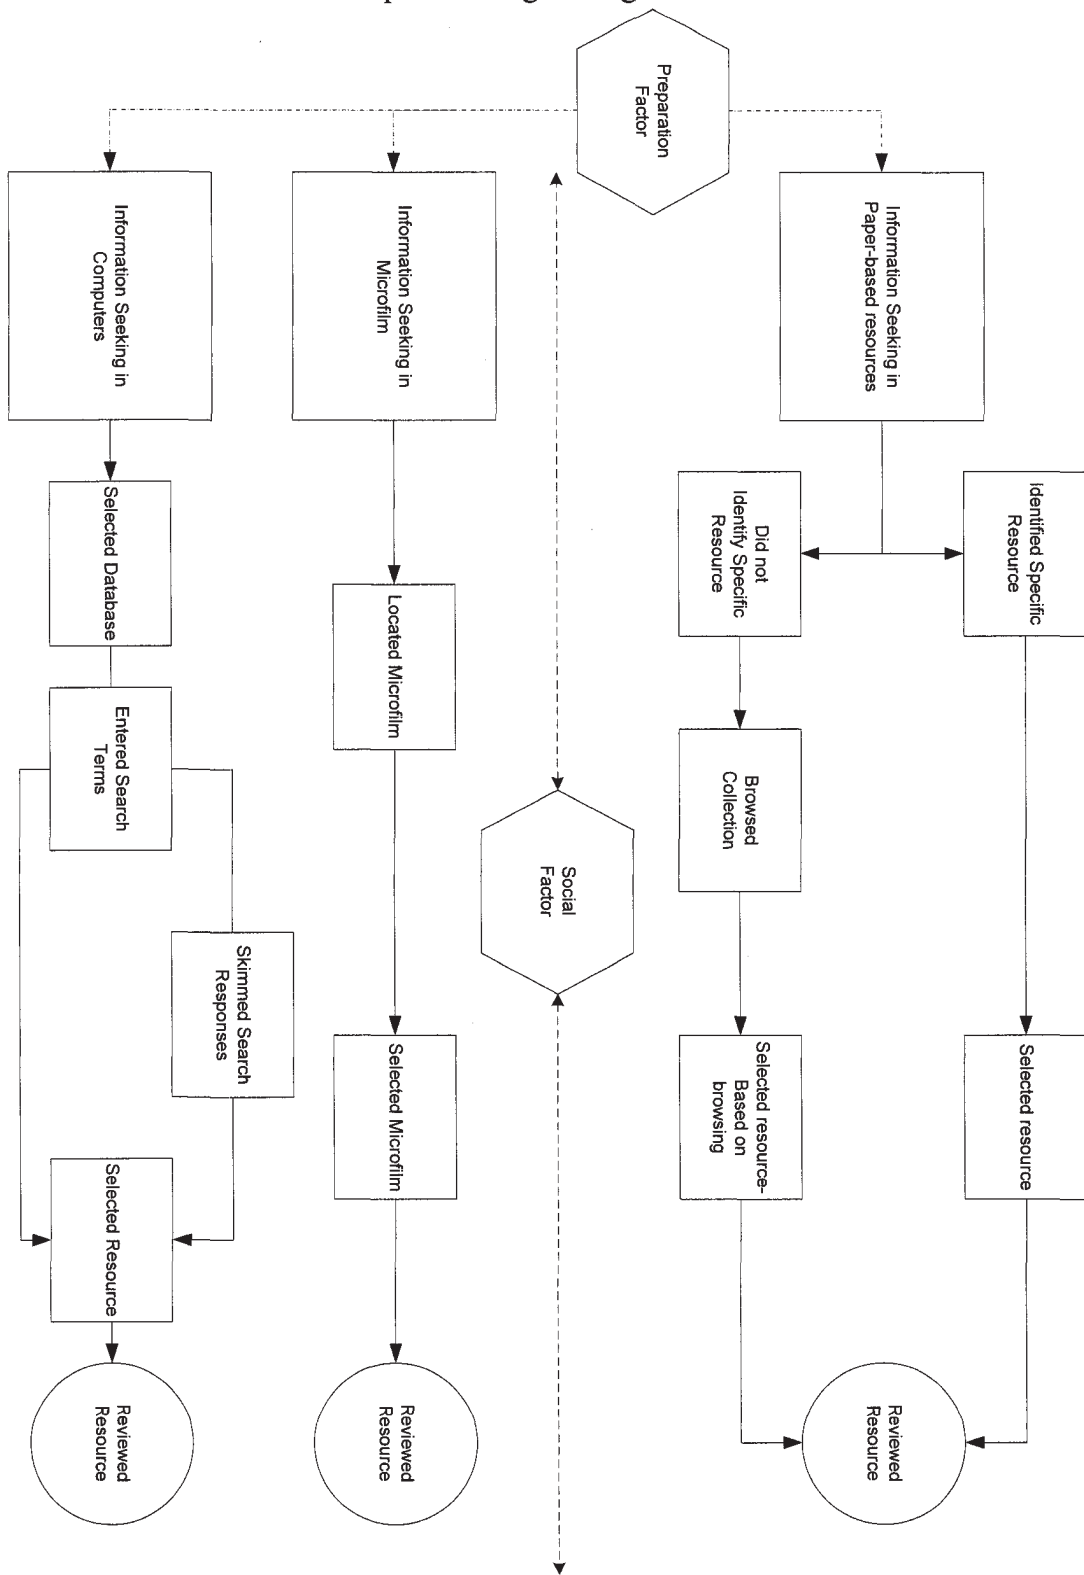 Preparation
Factor
Information Seeking in
Paper-based resources
Identified Specific
Resource
Selected resource
Did not
Identify Specific
Resource
Browsed
Collection
Selected resource-
Based on
browsing
Reviewed
Resource
Social
Factor
Information Seeking in
Microfilm
Located Microfilm
Selected Microfilm
Reviewed
Resource
Information Seeking in
Computers
Selected Database
Entered Search
Terms
Skimmed Search
Responses
Selected Resource
Reviewed
Resource